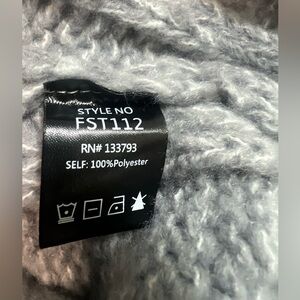 STYLE NO
FST112
RN# 133793
SELF: 100%Polyester